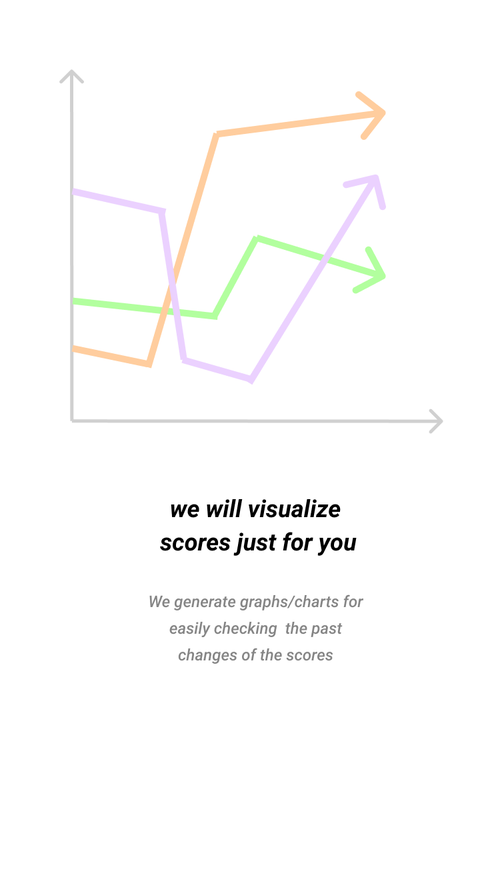 we will visualize
scores just for you
We generate graphs/charts for
easily checking  the past
changes of the scores